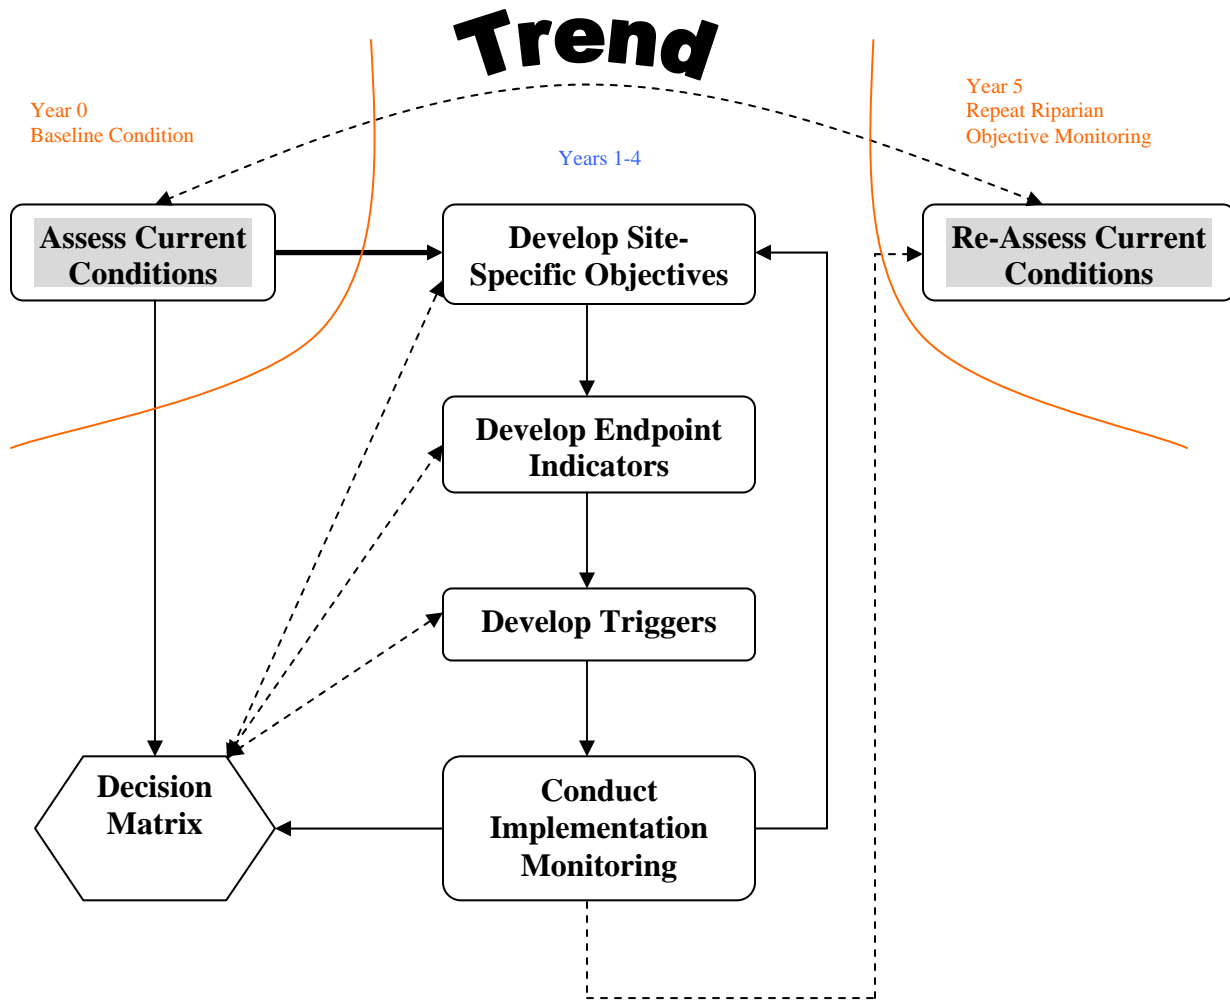 Trend
Year 0
Baseline Condition
Years 1-4
Year 5
Repeat Riparian
Objective Monitoring
Assess Current
Conditions
Develop Site-
Specific Objectives
Re-Assess Current
Conditions
Develop Endpoint
Indicators
Develop Triggers
Decision
Matrix
Conduct
Implementation
Monitoring